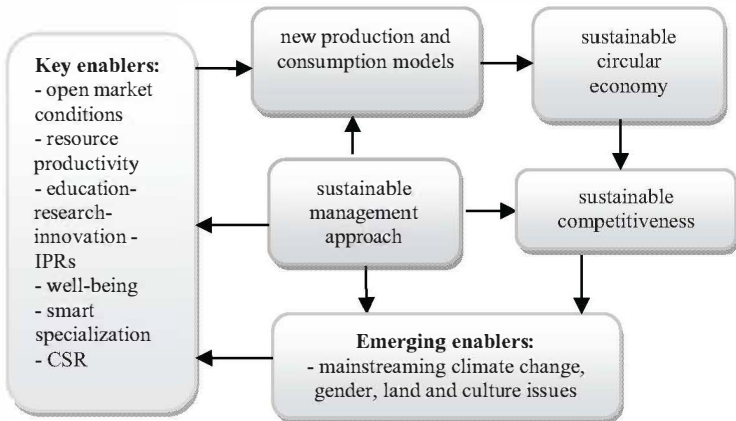 Key enablers:
- open market
conditions
- resource
productivity
- education-
research-
innovation -
IPRs
- well-being
- smart
specialization
- CSR
new production and
consumption models
sustainable
circular
economy
sustainable
management
approach
sustainable
competitiveness
Emerging enablers:
- mainstreaming climate change,
gender, land and culture issues